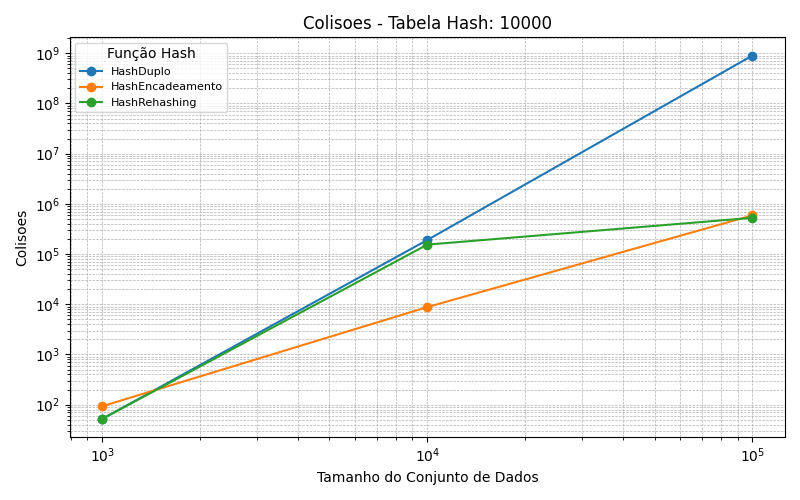 Colisoes - Tabela Hash: 10000
Função Hash
HashDuplo
HashEncadeamento
HashRehashing
Colisoes
10⁹
10⁸
10⁷
10⁶
10⁵
10⁴
10³
10²
10³
10⁴
10⁵
Tamanho do Conjunto de Dados